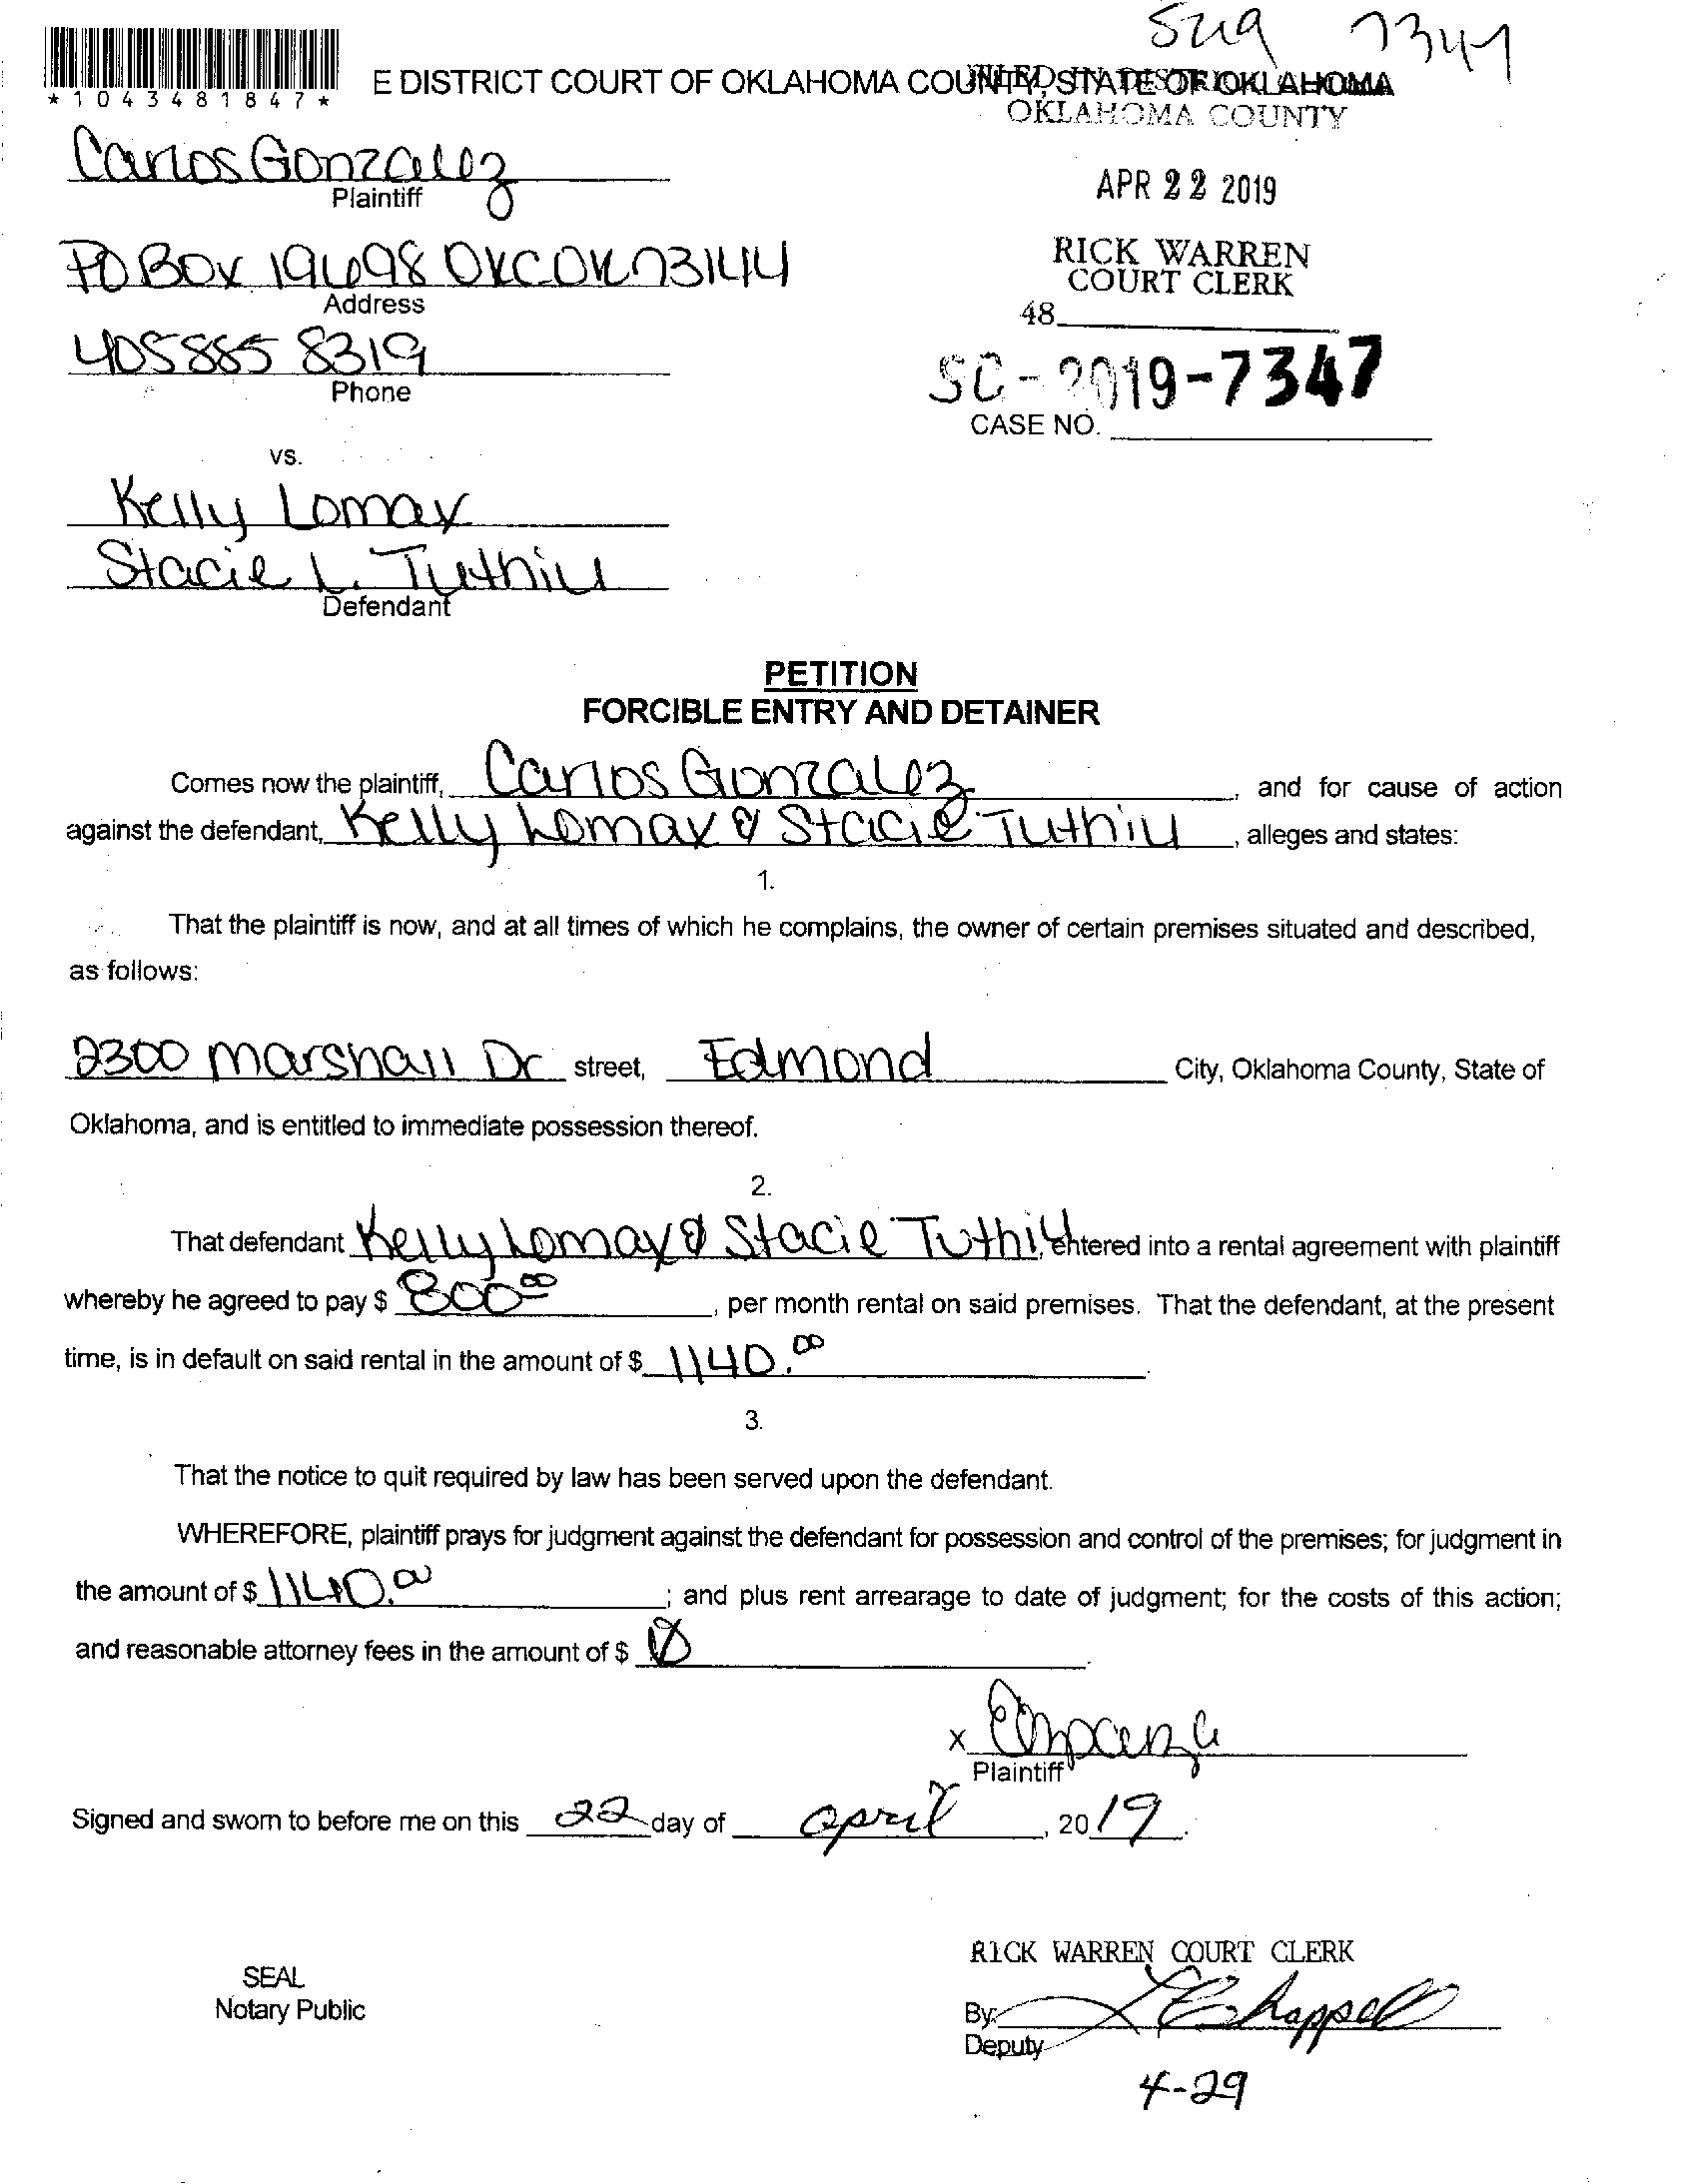 7347
*1043481847*
E DISTRICT COURT OF OKLAHOMA COUNTY, STATE OF OKLAHOMA
OKLAHOMA COUNTY
Carlos Gonzalez
Plaintiff
APR 22 2019
PO BOX 19698 OKC OK 73144
Address
RICK WARREN
COURT CLERK
48
405 885 8319
Phone
SC-2019-7347
CASE NO.
vs.
Kelly Lomax
Stacie L. Tuthill
Defendant
PETITION
FORCIBLE ENTRY AND DETAINER
Comes now the plaintiff, Carlos Gonzalez, and for cause of action
against the defendant, Kelly Lomax & Stacie Tuthill, alleges and states:
1.
That the plaintiff is now, and at all times of which he complains, the owner of certain premises situated and described,
as follows:
2300 Marshall Dr street, Edmond City, Oklahoma County, State of
Oklahoma, and is entitled to immediate possession thereof.
2.
That defendant Kelly Lomax & Stacie Tuthill, entered into a rental agreement with plaintiff
whereby he agreed to pay $ 800.00, per month rental on said premises. That the defendant, at the present
time, is in default on said rental in the amount of $ 1140.00.
3.
That the notice to quit required by law has been served upon the defendant.
WHEREFORE, plaintiff prays for judgment against the defendant for possession and control of the premises; for judgment in
the amount of $ 1140.00; and plus rent arrearage to date of judgment; for the costs of this action;
and reasonable attorney fees in the amount of $ 0.
x
Plaintiff
Signed and sworn to before me on this 22 day of april, 2019.
RICK WARREN COURT CLERK
SEAL
Notary Public
By: Chappell
Deputy
4-29